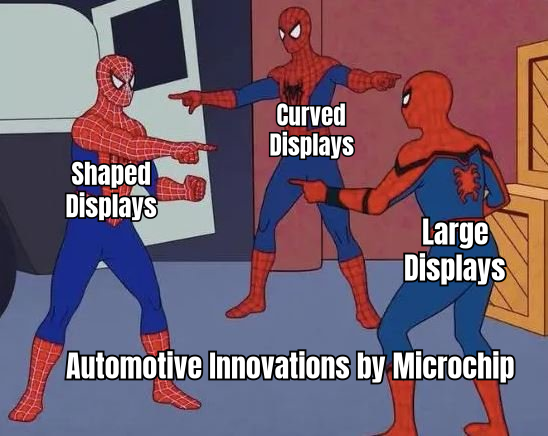 Curved
Displays
Shaped
Displays
Large
Displays
Automotive Innovations by Microchip